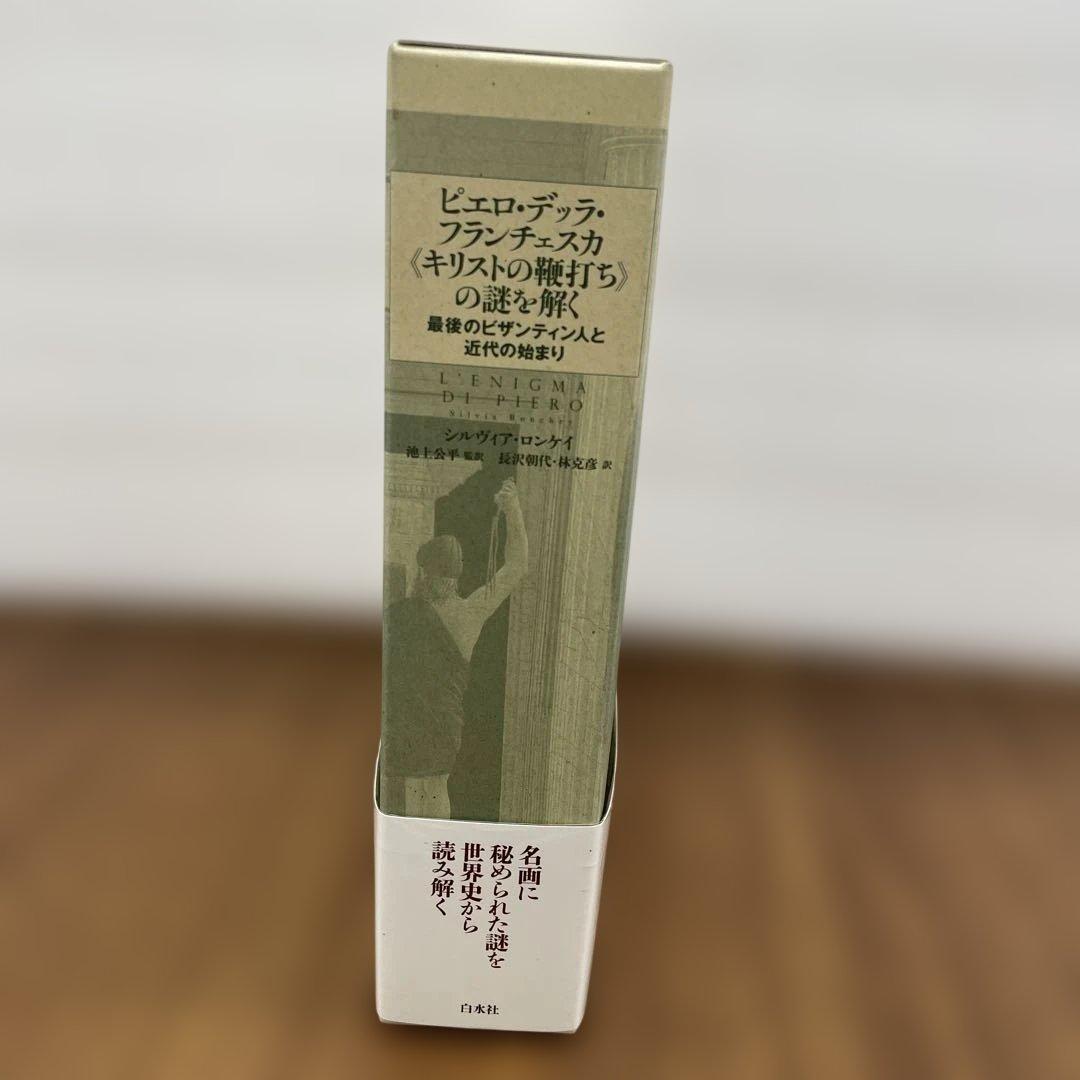 ピエロ・デッラ・
フランチェスカ
《キリストの鞭打ち》
の謎を解く
最後のビザンティン人と
近代の始まり
L'ENIGMA
DI PIERO
Silvia Ronchey
シルヴィア・ロンケイ
池上公平 監訳 長沢朝代・林克彦 訳
名画に
秘められた謎を
世界史から
読み解く
白水社